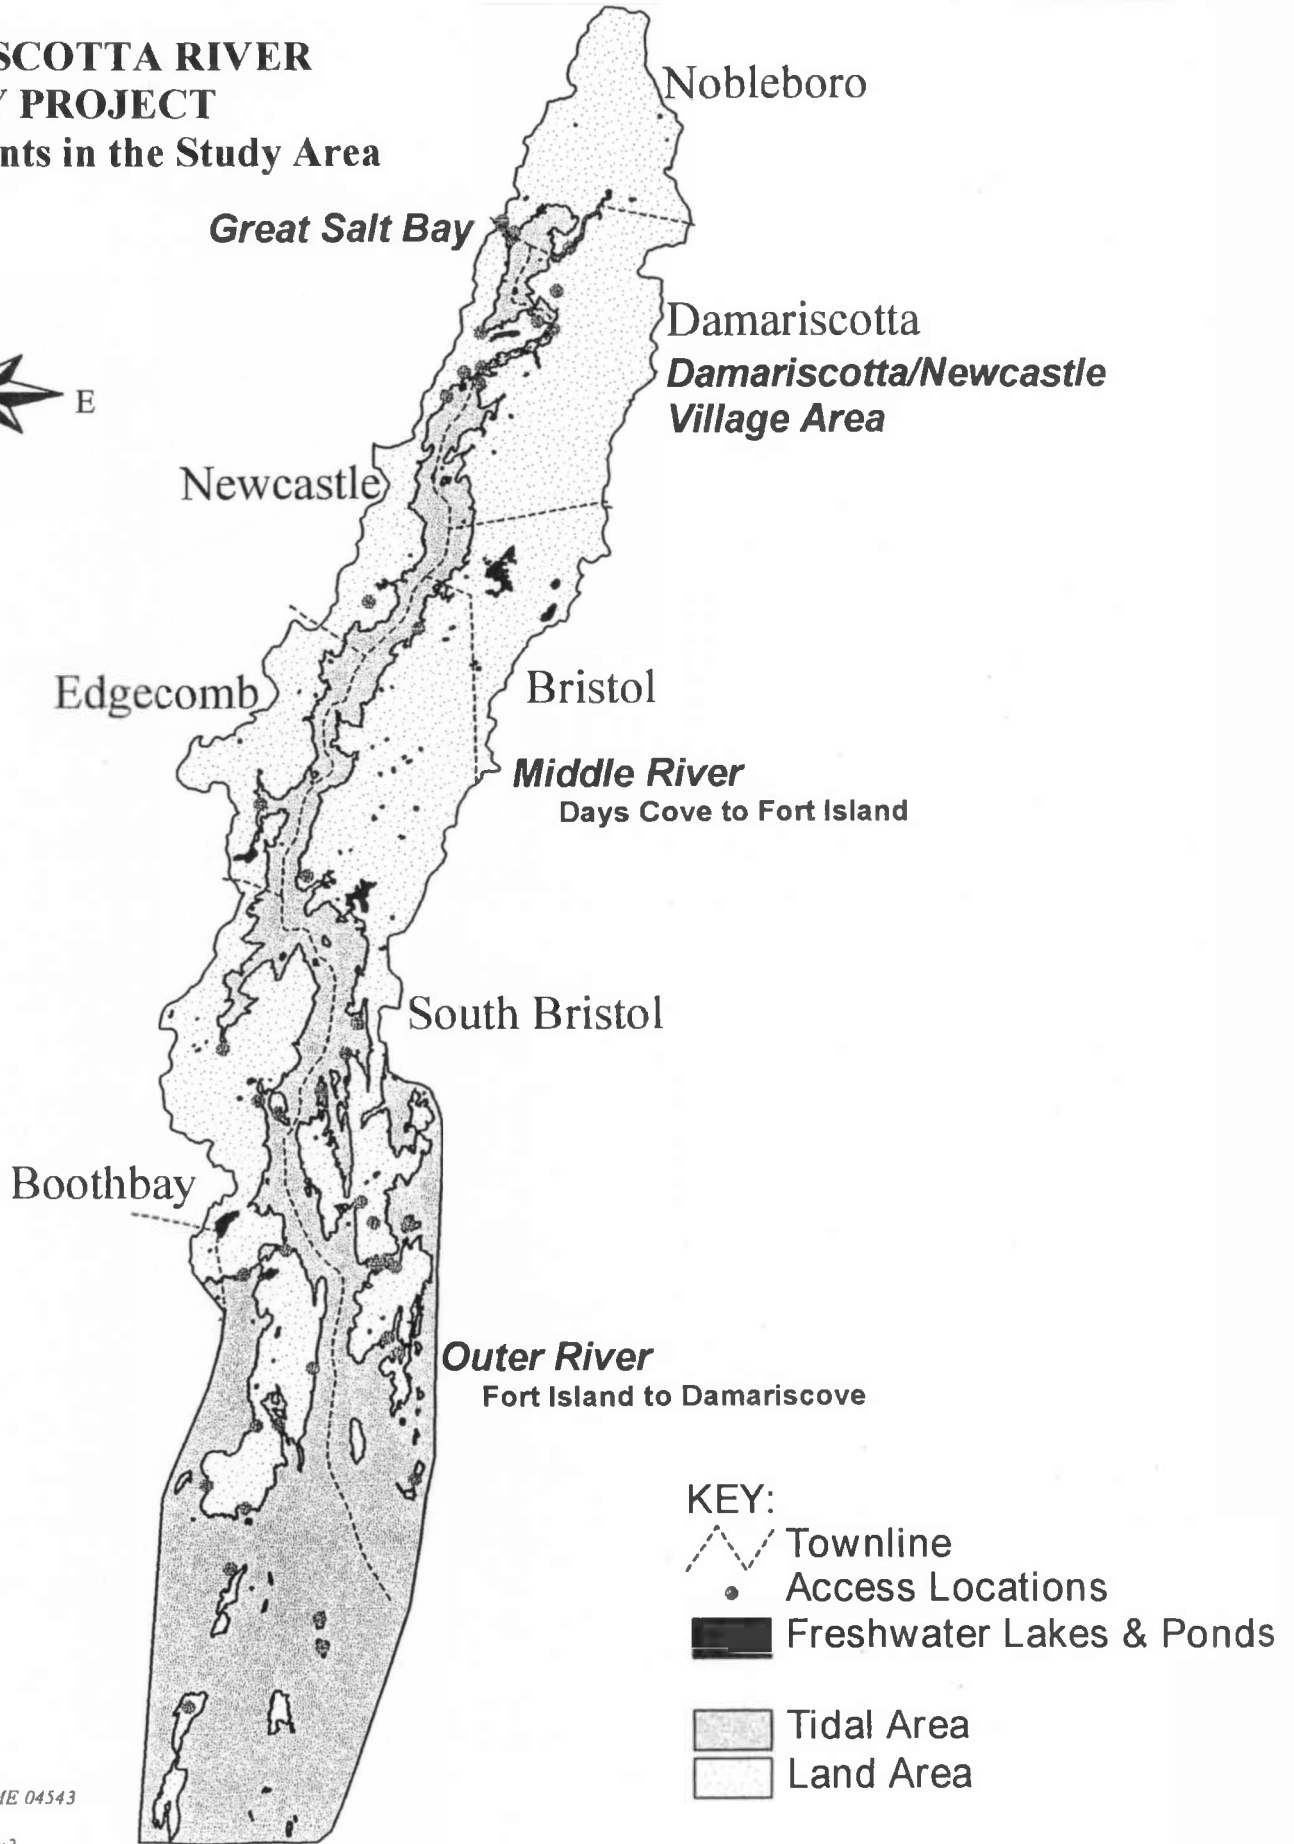 SCOTTA RIVER
PROJECT
nts in the Study Area
Nobleboro
Great Salt Bay
Damariscotta
Damariscotta/Newcastle
Village Area
E
Newcastle
Edgecomb
Bristol
Middle River
Days Cove to Fort Island
South Bristol
Boothbay
Outer River
Fort Island to Damariscove
KEY:
Townline
Access Locations
Freshwater Lakes & Ponds
Tidal Area
Land Area
04543